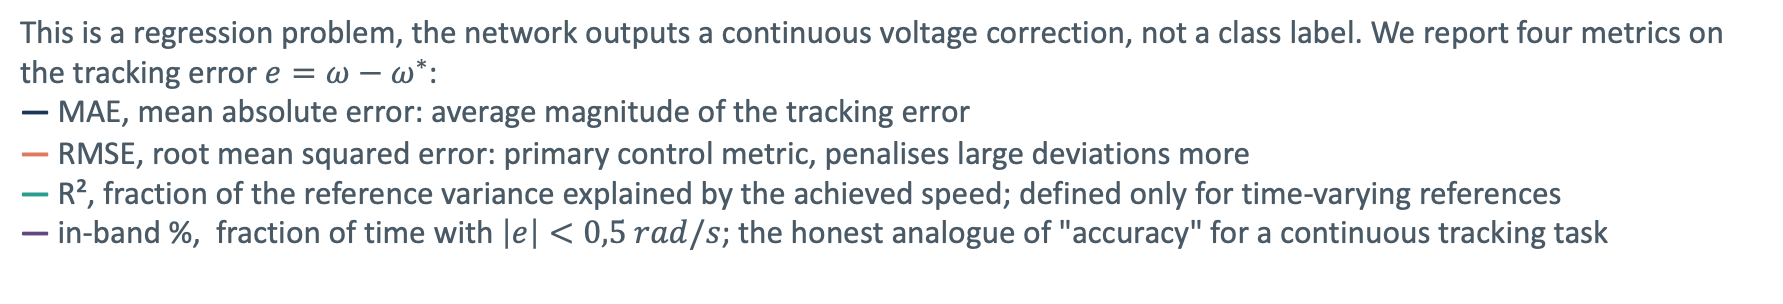 This is a regression problem, the network outputs a continuous voltage correction, not a class label. We report four metrics on
the tracking error e = ω − ω*:
— MAE, mean absolute error: average magnitude of the tracking error
— RMSE, root mean squared error: primary control metric, penalises large deviations more
— R², fraction of the reference variance explained by the achieved speed; defined only for time-varying references
— in-band %, fraction of time with |e| < 0,5 rad/s; the honest analogue of "accuracy" for a continuous tracking task